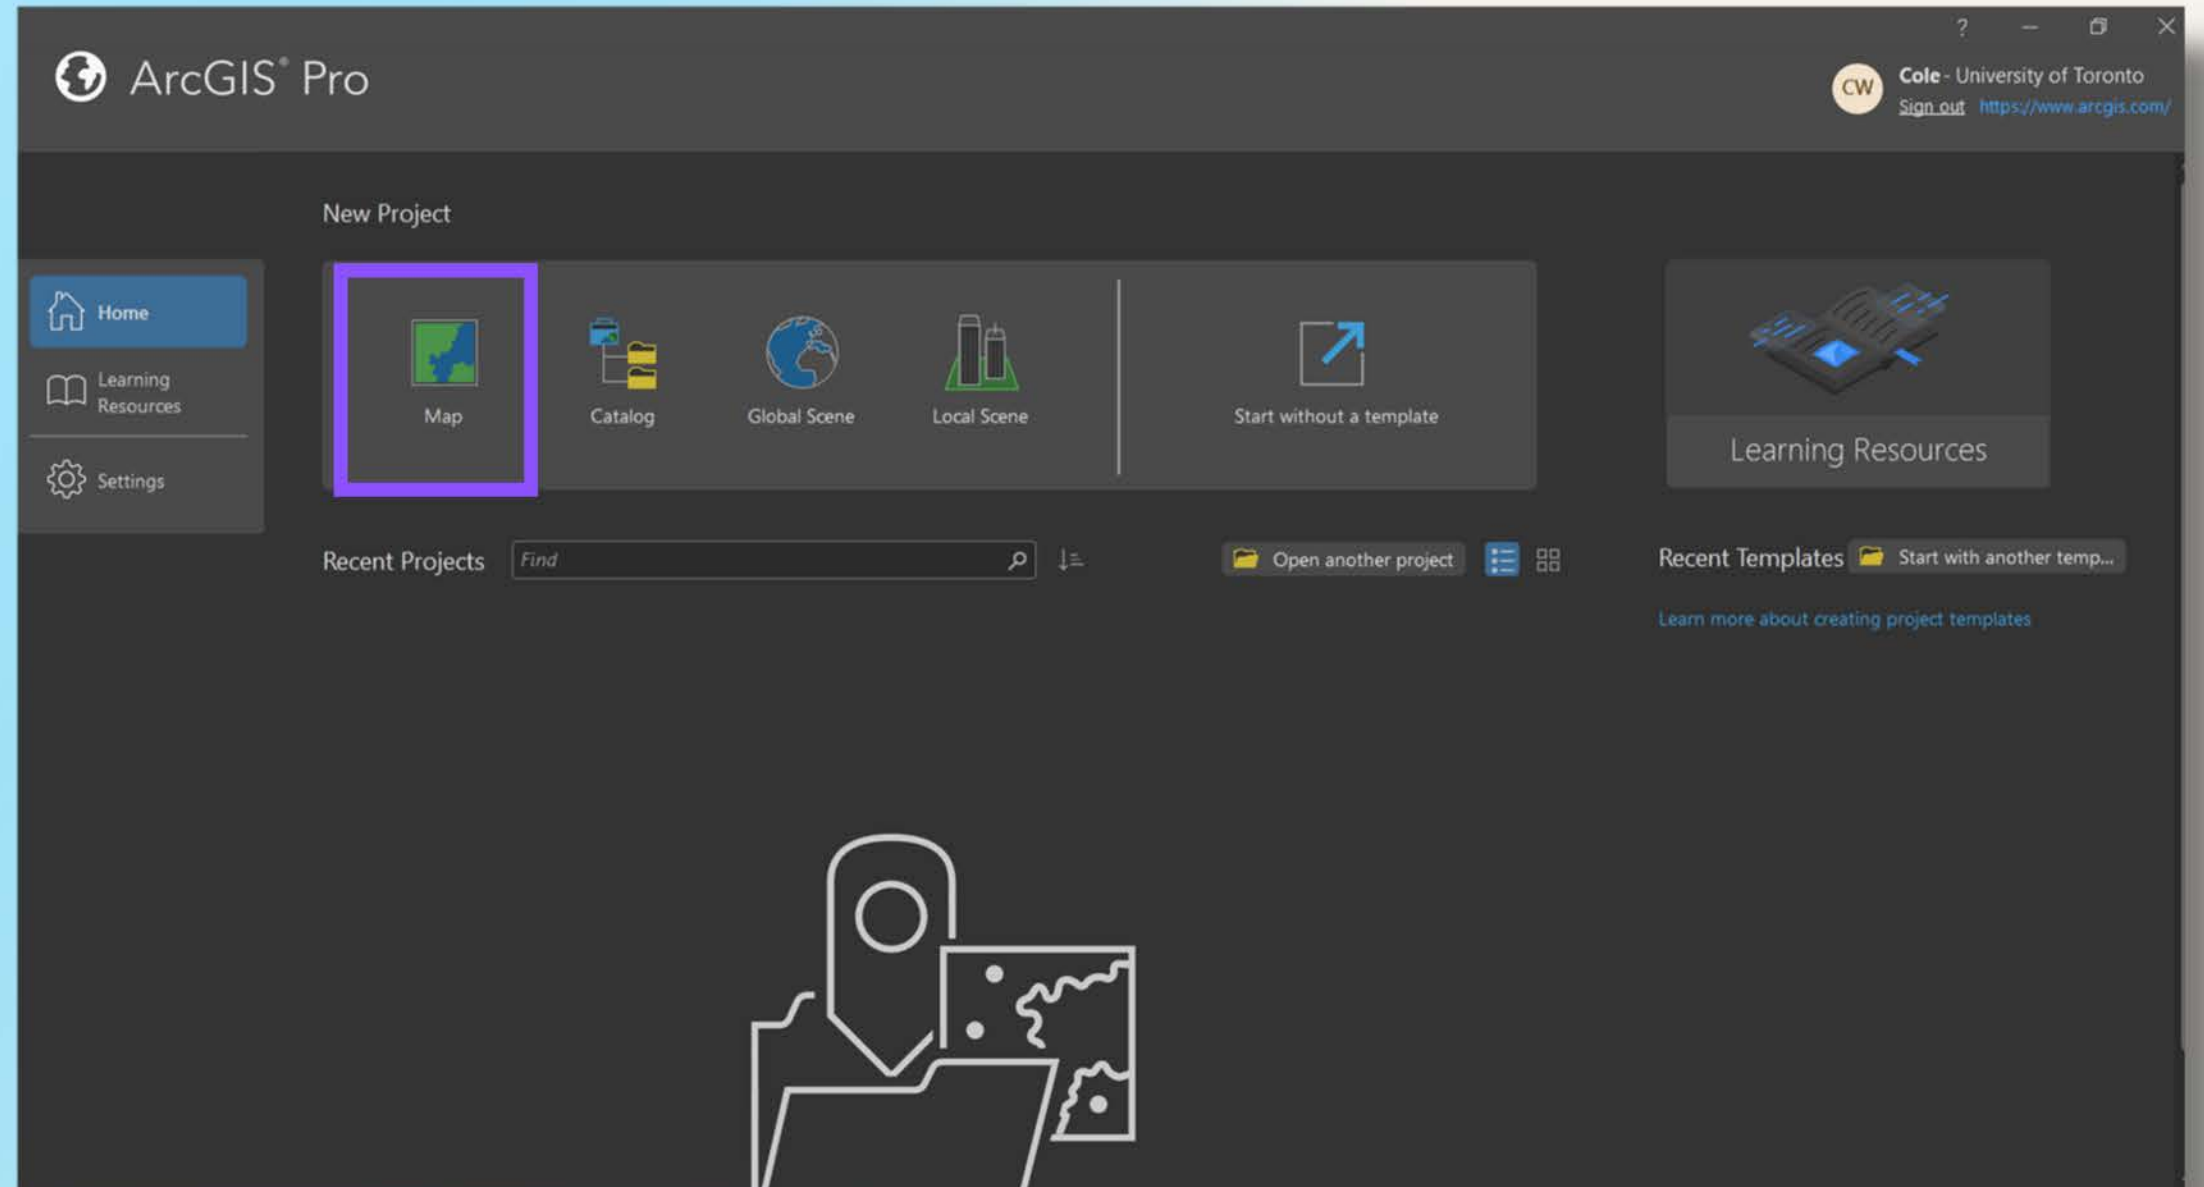 ?
ArcGIS® Pro
CW
Cole - University of Toronto
Sign out https://www.arcgis.com/
New Project
Home
Learning
Resources
Settings
Map
Catalog
Global Scene
Local Scene
Start without a template
Learning Resources
Recent Projects
Find
Open another project
Recent Templates
Start with another temp...
Learn more about creating project templates